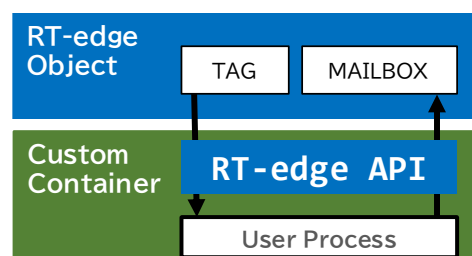 RT-edge
Object
TAG
MAILBOX
Custom
Container
RT-edge API
User Process